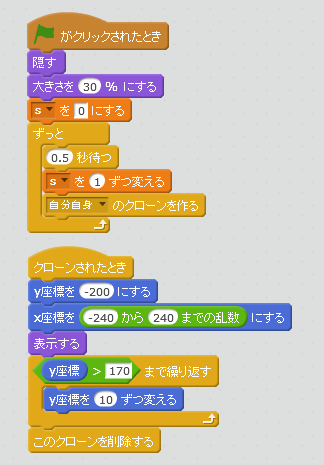 がクリックされたとき
隠す
大きさを 30 % にする
s を 0 にする
ずっと
0.5 秒待つ
s を 1 ずつ変える
自分自身 のクローンを作る
クローンされたとき
y座標を -200 にする
x座標を -240 から 240 までの乱数 にする
表示する
y座標 > 170 まで繰り返す
y座標を 10 ずつ変える
このクローンを削除する